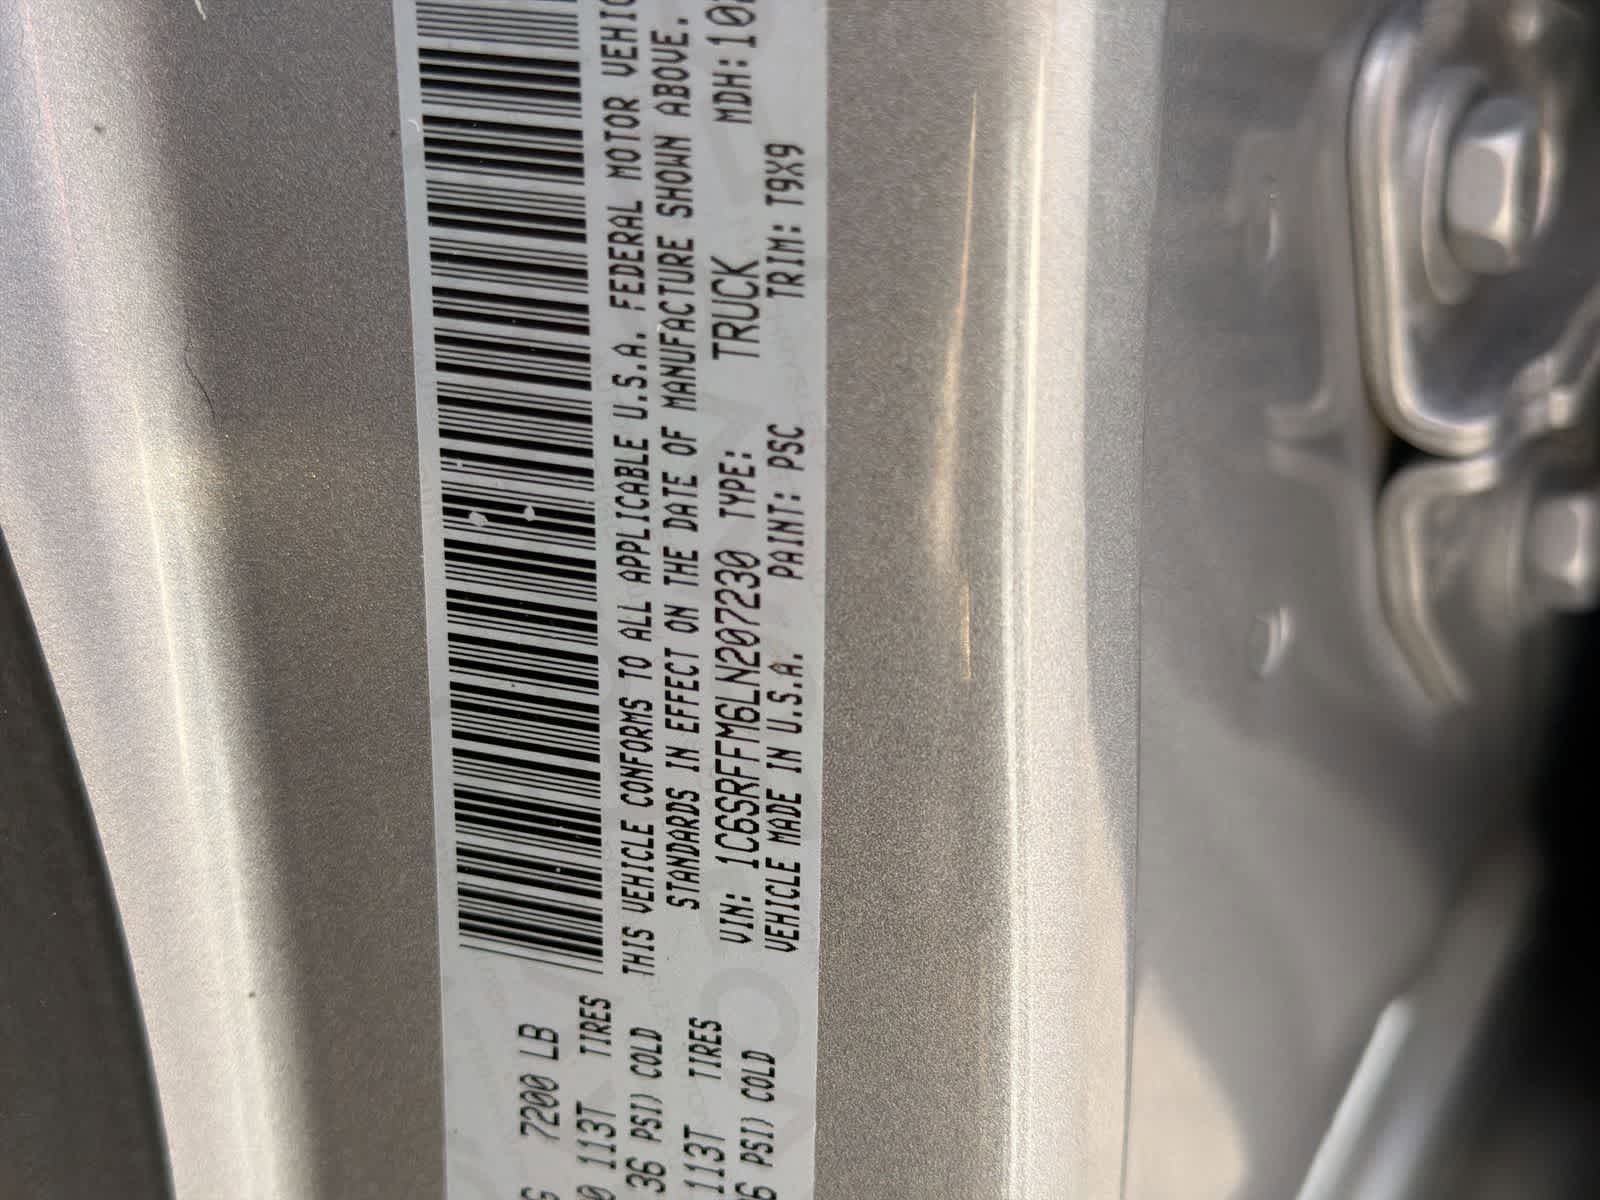 7200 LB
113T TIRES
36 PSI) COLD
113T TIRES
PSI) COLD
THIS VEHICLE CONFORMS TO ALL APPLICABLE U.S.A. FEDERAL MOTOR
STANDARDS IN EFFECT ON THE DATE OF MANUFACTURE SHOWN ABOVE.
VIN: 1C6SRFFM6LN207230 TYPE: TRUCK MDH:
VEHICLE MADE IN U.S.A. PAINT: PSC TRIM: T9X9